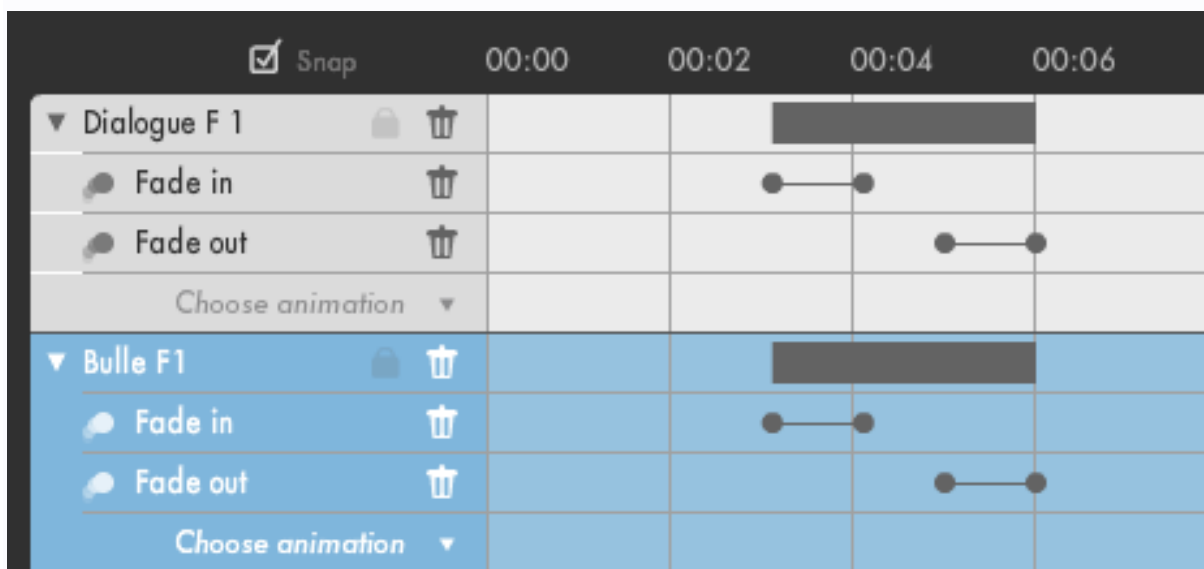 Snap 00:00 00:02 00:04 00:06
Dialogue F 1
Fade in
Fade out
Choose animation
Bulle F1
Fade in
Fade out
Choose animation